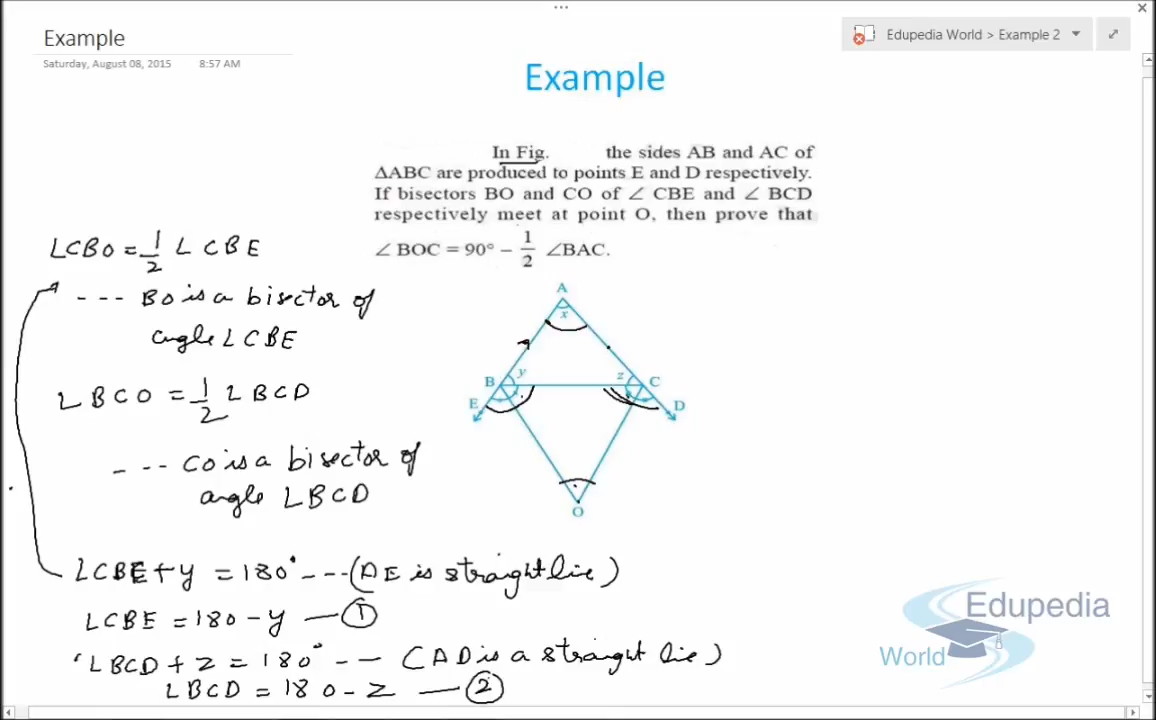 Example
Saturday, August 08, 2015 8:57 AM
Edupedia World > Example 2
Example
In Fig. the sides AB and AC of
ΔABC are produced to points E and D respectively.
If bisectors BO and CO of ∠ CBE and ∠ BCD
respectively meet at point O, then prove that
∠ BOC = 90° – 1/2 ∠BAC.
∠CBO = 1/2 ∠ CBE
--- BO is a bisector of
angle ∠CBE
∠BCO = 1/2 ∠BCD
--- CO is a bisector of
angle ∠BCD
A
x
B y z C
E D
O
∠CBE + y = 180° --- (AE is straight line)
∠CBE = 180 - y — ①
∠BCD + z = 180° -- (AD is a straight line)
∠BCD = 180 - z — ②
Edupedia
World